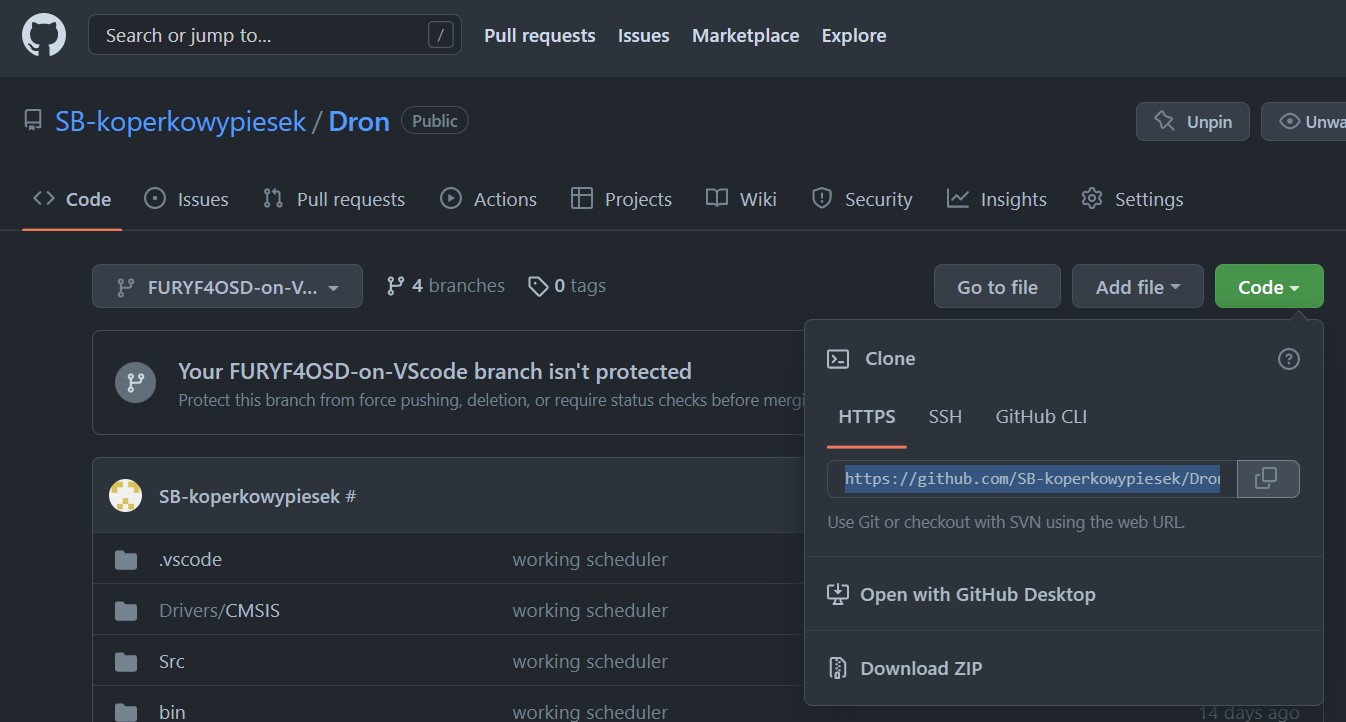 Search or jump to... /
Pull requests Issues Marketplace Explore
SB-koperkowypiesek / Dron Public
Unpin
Code Issues Pull requests Actions Projects Wiki Security Insights Settings
FURYF4OSD-on-V... 4 branches 0 tags
Go to file Add file Code
Your FURYF4OSD-on-VScode branch isn't protected
Protect this branch from force pushing, deletion, or require status checks before
Clone
HTTPS SSH GitHub CLI
https://github.com/SB-koperkowypiesek/Dron
Use Git or checkout with SVN using the web URL.
Open with GitHub Desktop
Download ZIP
SB-koperkowypiesek #
.vscode working scheduler
Drivers/CMSIS working scheduler
Src working scheduler
bin working scheduler 14 days ago